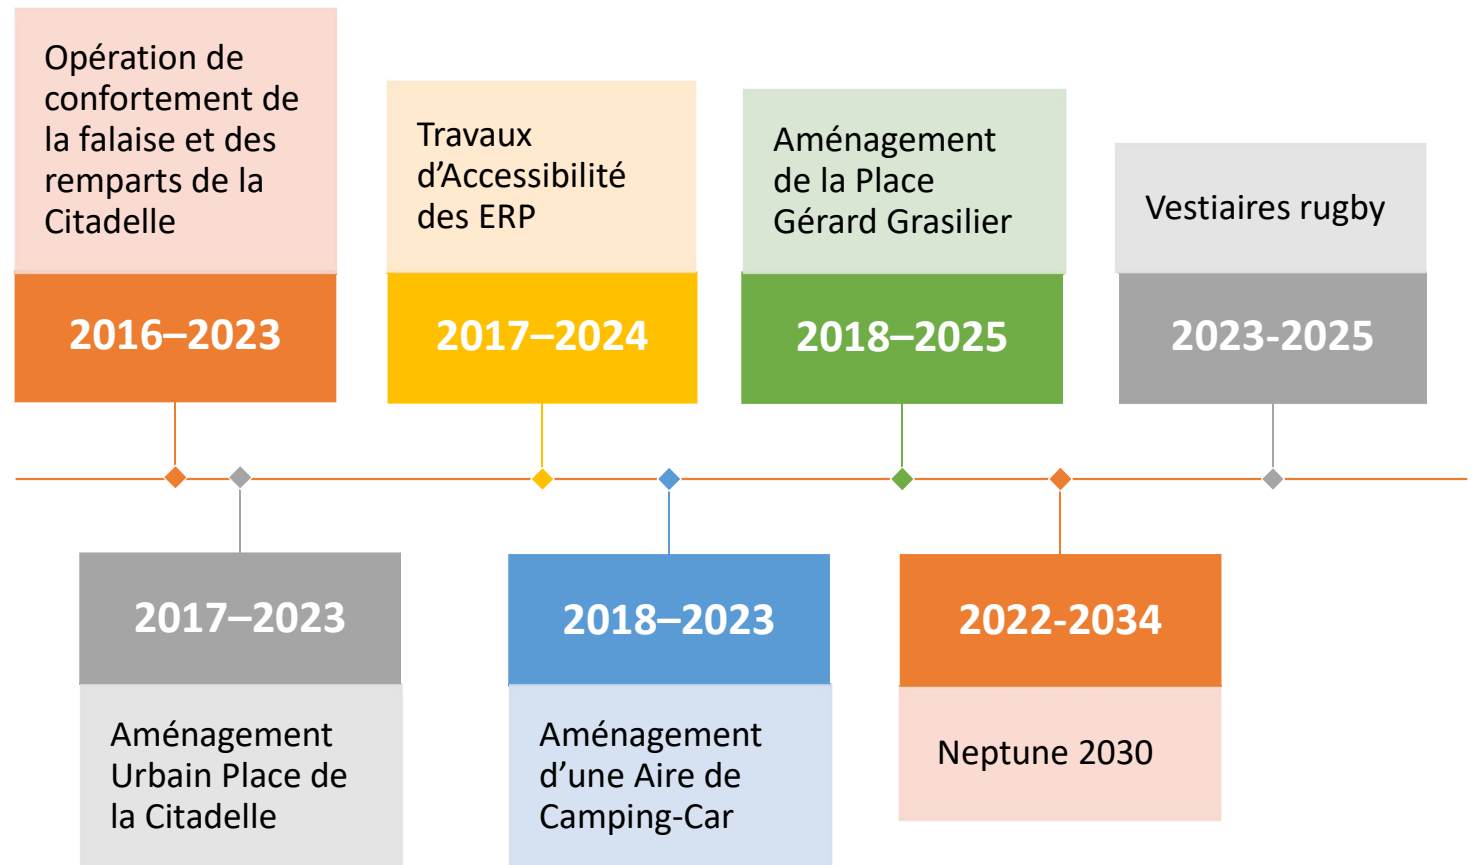 Opération de
confortement de
la falaise et des
remparts de la
Citadelle
2016–2023
Travaux
d’Accessibilité
des ERP
2017–2024
Aménagement
de la Place
Gérard Grasilier
2018–2025
Vestiaires rugby
2023-2025
2017–2023
Aménagement
Urbain Place de
la Citadelle
2018–2023
Aménagement
d’une Aire de
Camping-Car
2022-2034
Neptune 2030